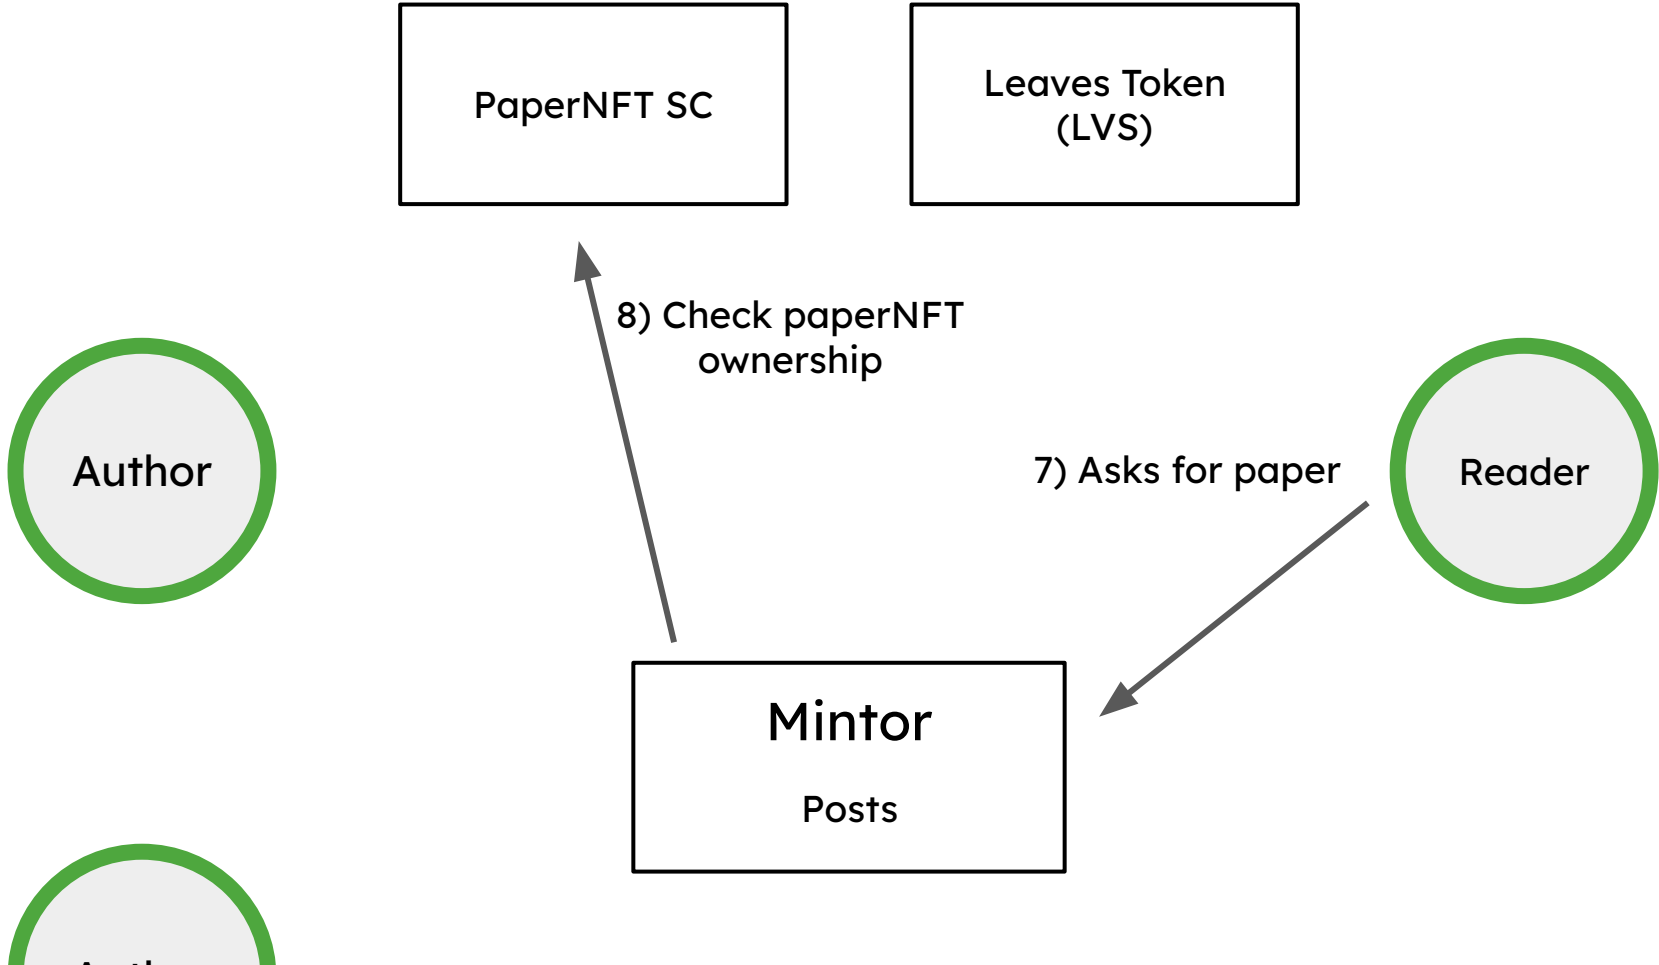 PaperNFT SC
Leaves Token
(LVS)
8) Check paperNFT
ownership
Author
7) Asks for paper
Reader
Mintor
Posts